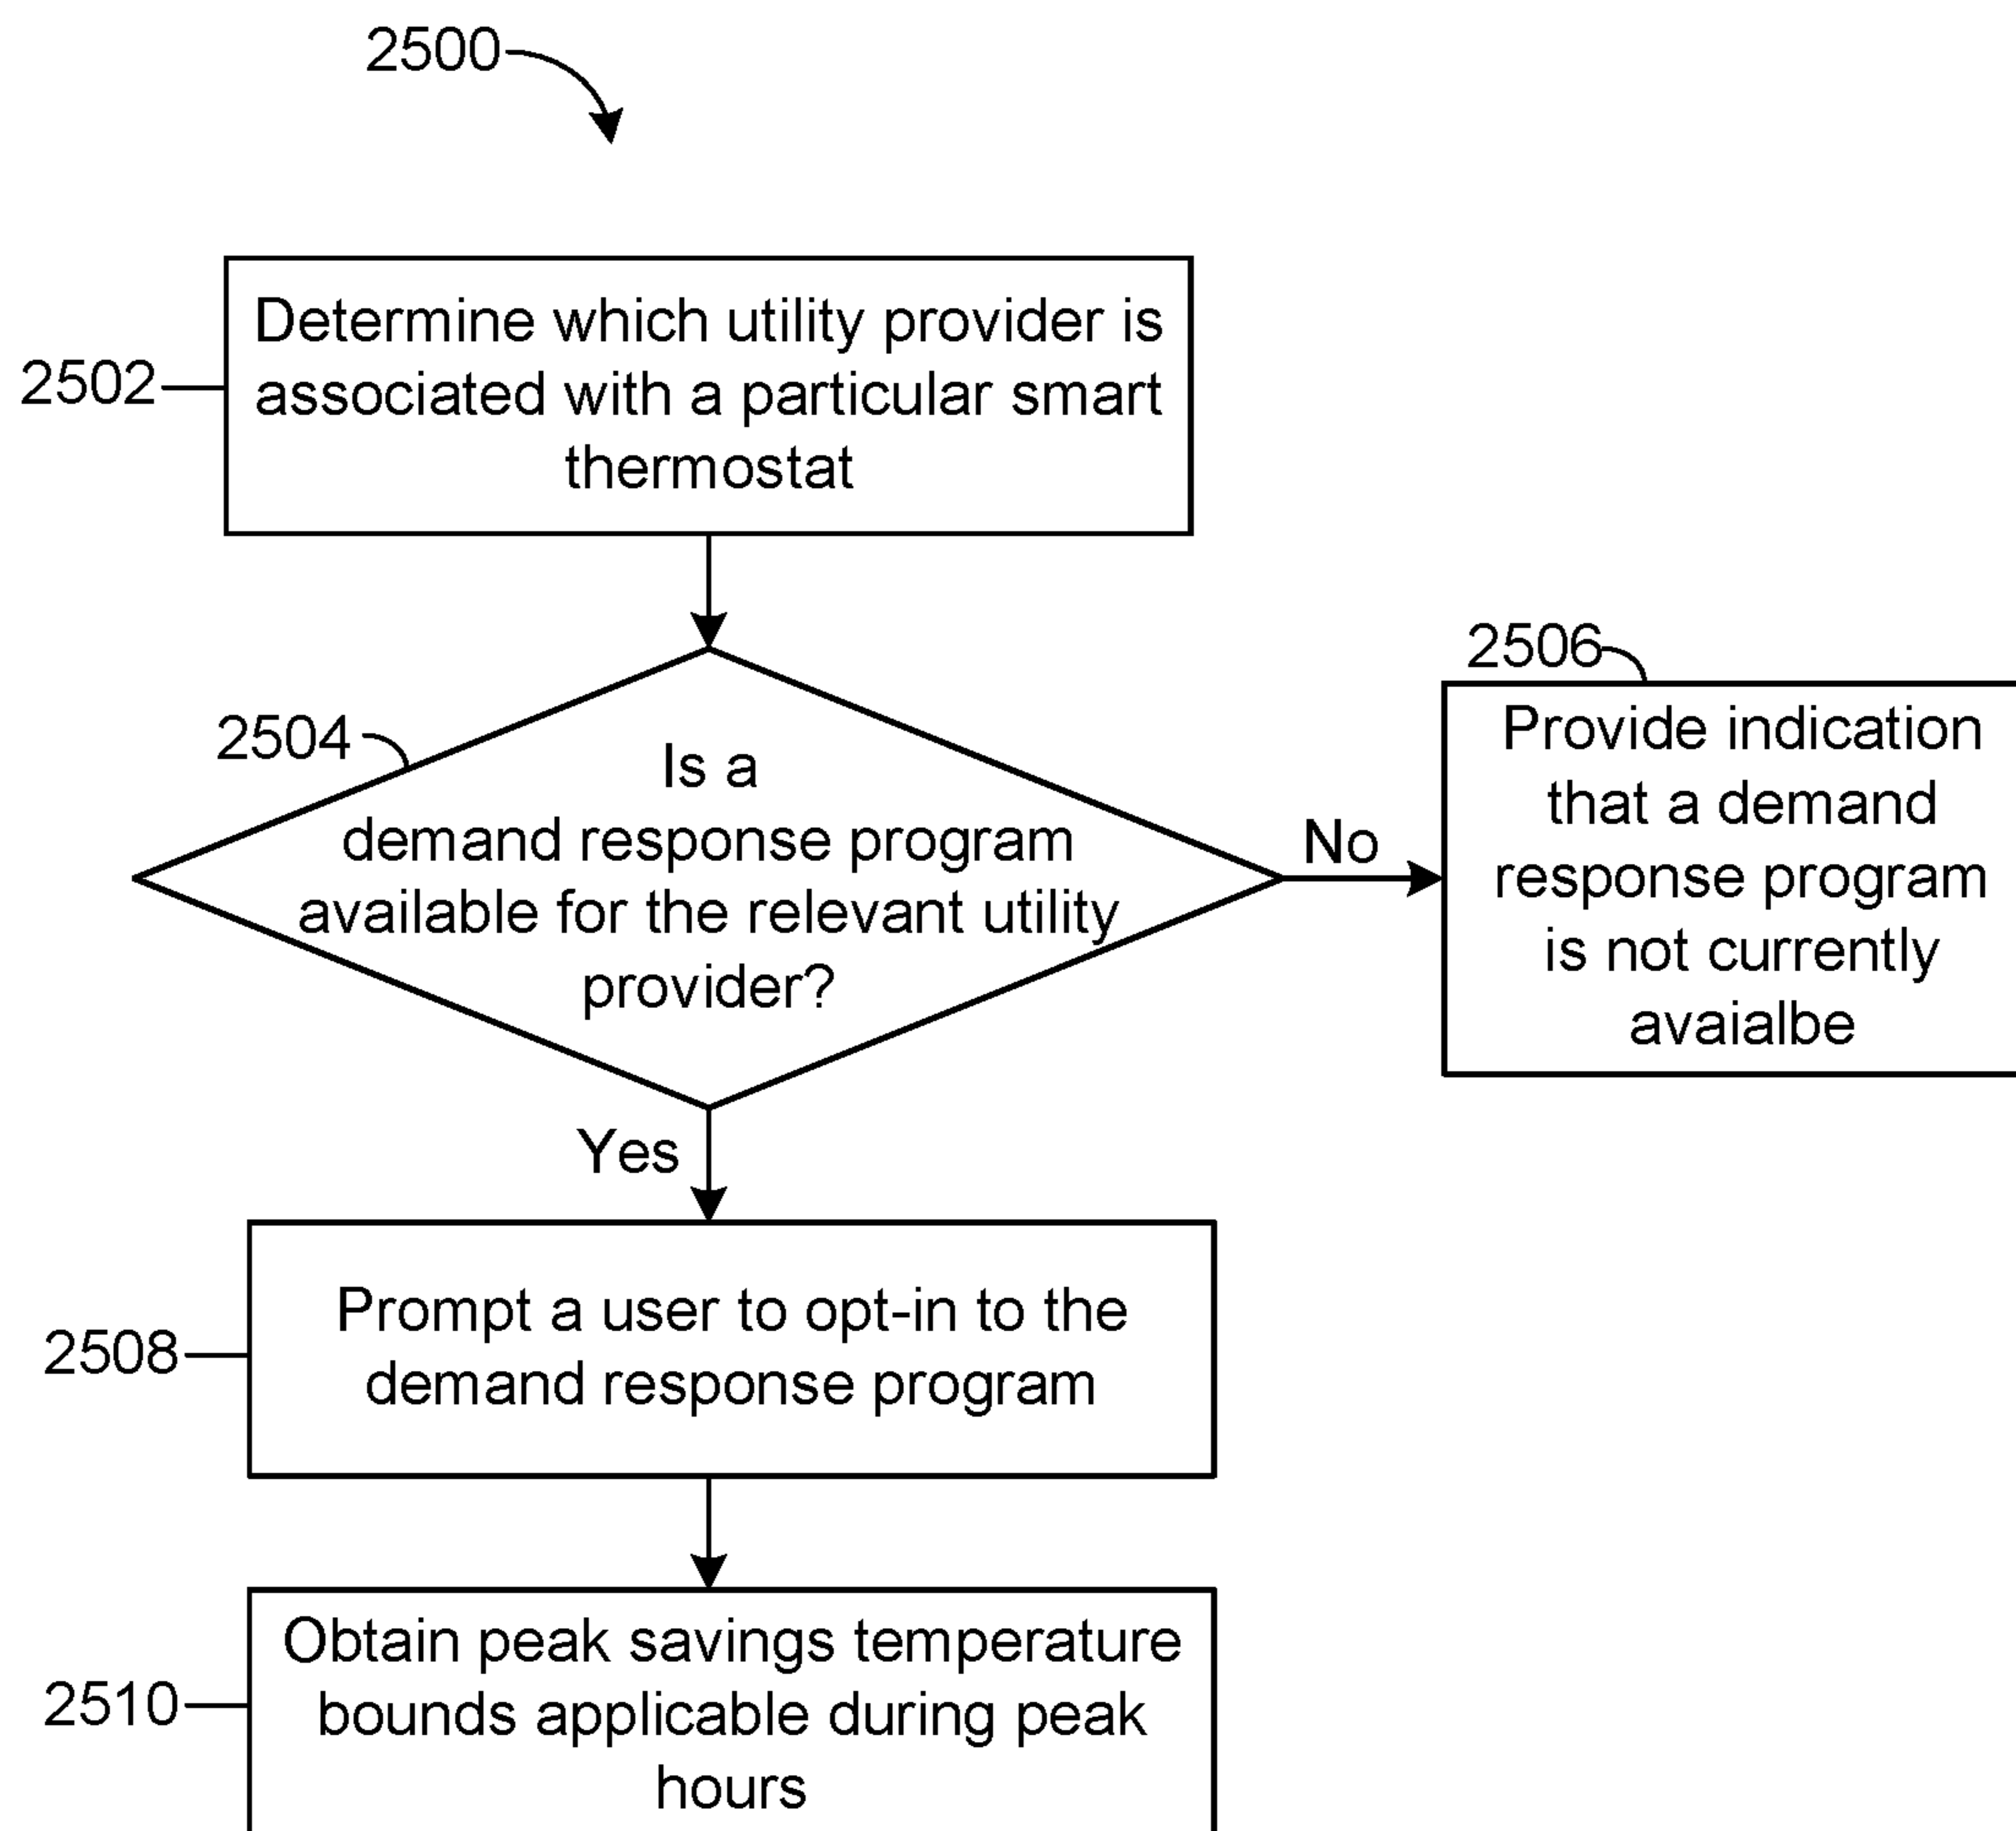 2500
2502
Determine which utility provider is
associated with a particular smart
thermostat
2504
Is a
demand response program
available for the relevant utility
provider?
No
2506
Provide indication
that a demand
response program
is not currently
avaialbe
Yes
2508
Prompt a user to opt-in to the
demand response program
2510
Obtain peak savings temperature
bounds applicable during peak
hours